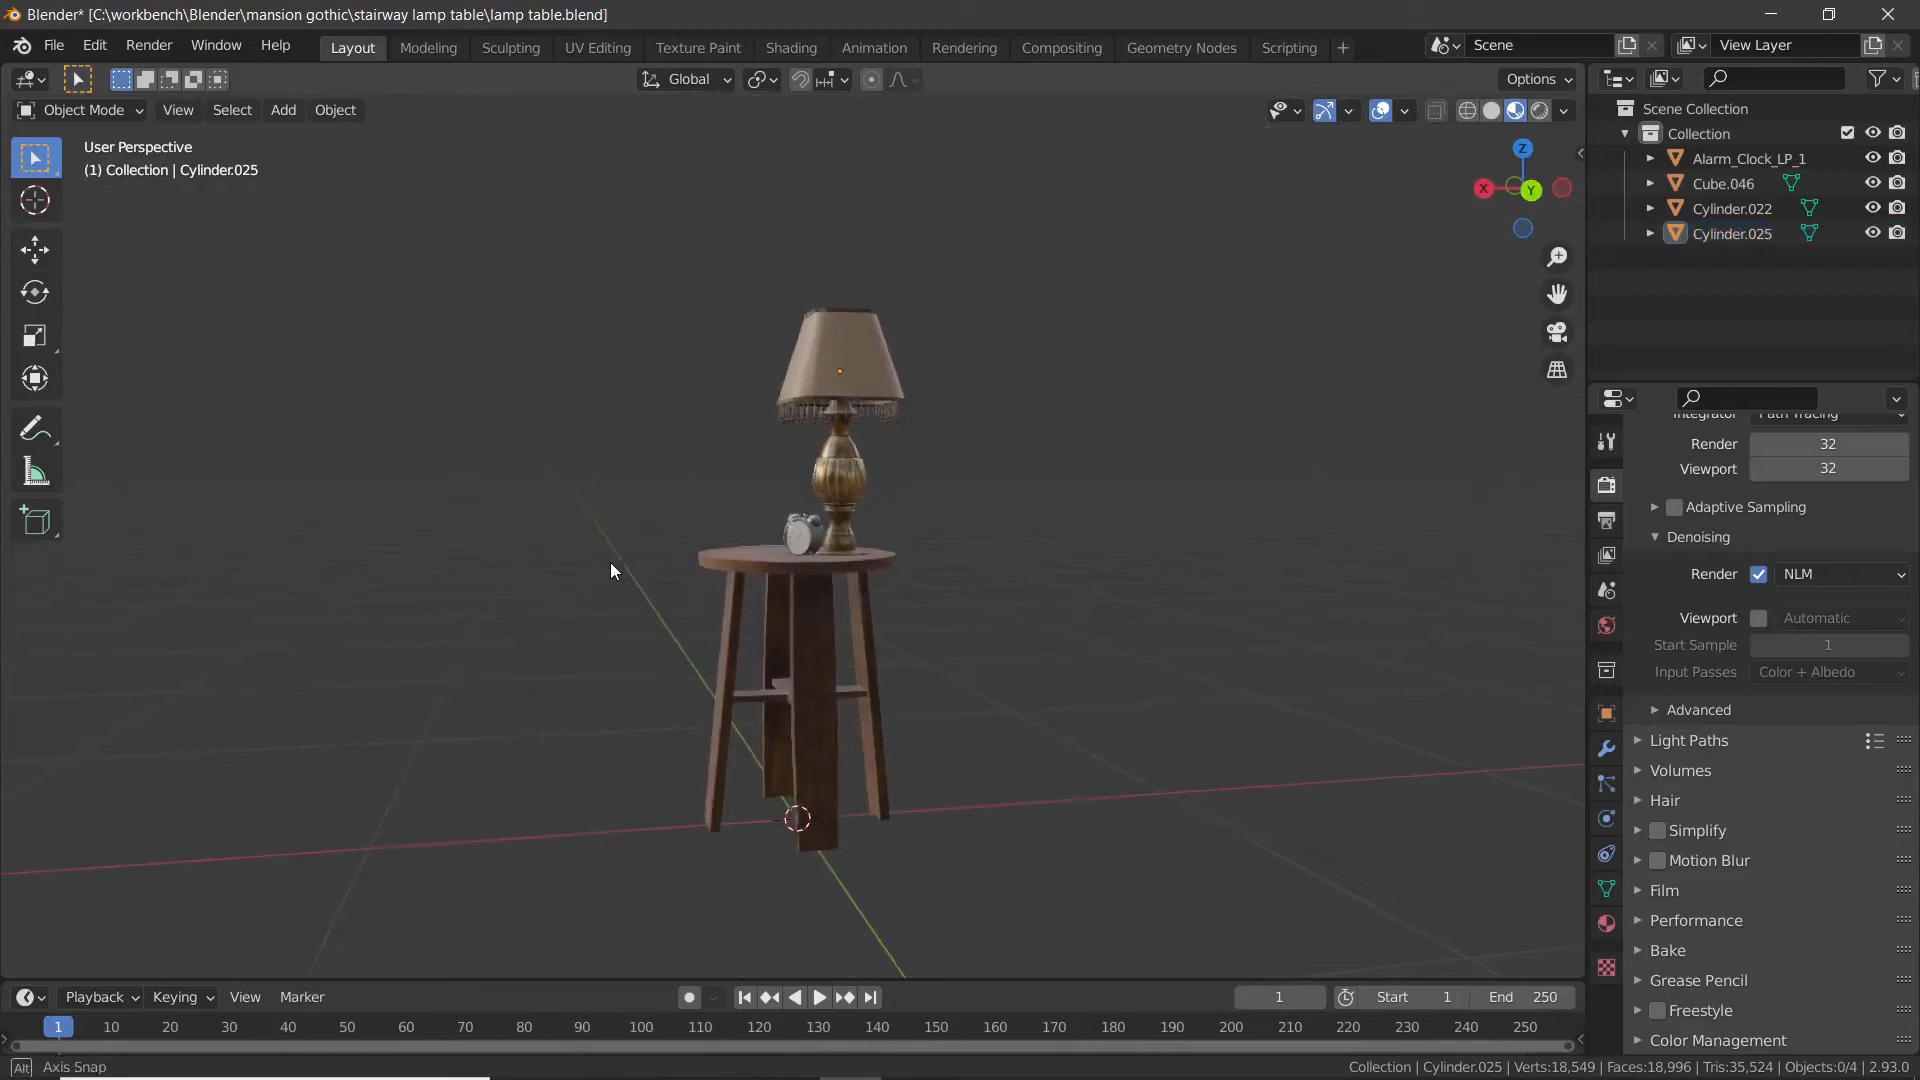 Blender* [C:\workbench\Blender\mansion gothic\stairway lamp table\lamp table.blend]
File Edit Render Window Help Layout Modeling Sculpting UV Editing Texture Paint Shading Animation Rendering Compositing Geometry Nodes Scripting + Scene View Layer
Global Options
Object Mode View Select Add Object
User Perspective
(1) Collection | Cylinder.025
Z
X
Y
Scene Collection
Collection
Alarm_Clock_LP_1
Cube.046
Cylinder.022
Cylinder.025
Integrator Path Tracing
Render 32
Viewport 32
Adaptive Sampling
Denoising
Render NLM
Viewport Automatic
Start Sample 1
Input Passes Color + Albedo
Advanced
Light Paths
Volumes
Hair
Simplify
Motion Blur
Film
Performance
Bake
Grease Pencil
Freestyle
Color Management
Playback Keying View Marker 1 Start 1 End 250
1 10 20 30 40 50 60 70 80 90 100 110 120 130 140 150 160 170 180 190 200 210 220 230 240 250
Alt Axis Snap
Collection | Cylinder.025 | Verts:18,549 | Faces:18,996 | Tris:35,524 | Objects:0/4 | 2.93.0